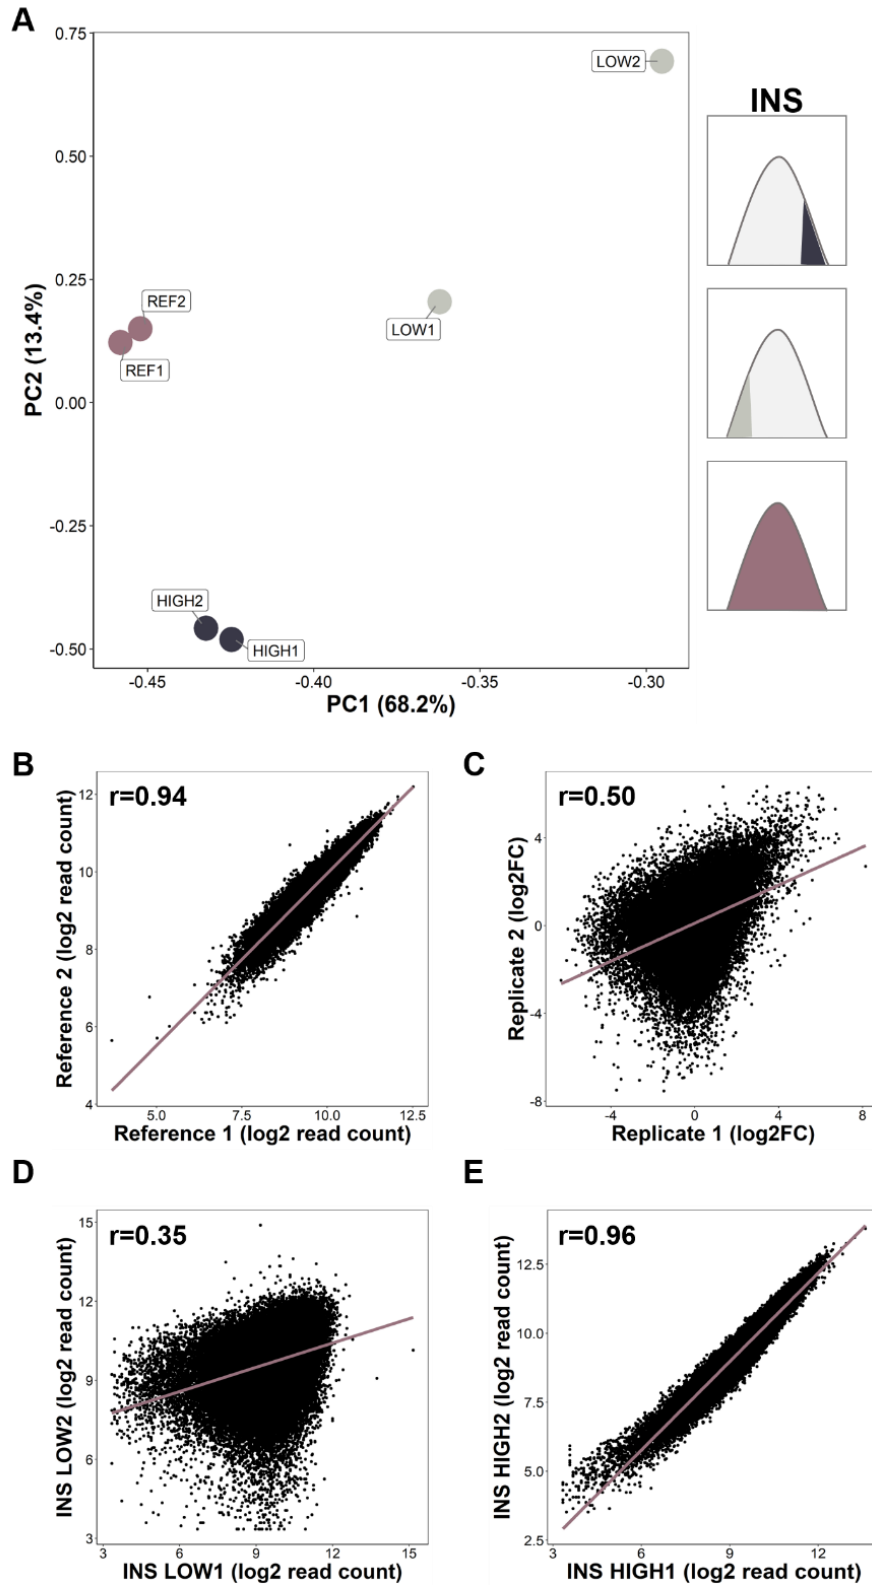 A
0.75
0.50
0.25
0.00
-0.25
-0.50
PC2 (13.4%)
LOW2
LOW1
REF2
REF1
HIGH2
HIGH1
-0.45 -0.40 -0.35 -0.30
PC1 (68.2%)
INS
B
r=0.94
12
10
8
6
4
Reference 2 (log2 read count)
5.0 7.5 10.0 12.5
Reference 1 (log2 read count)
C
r=0.50
4
0
-4
-8
Replicate 2 (log2FC)
-4 0 4 8
Replicate 1 (log2FC)
D
r=0.35
15
12
9
6
3
INS LOW2 (log2 read count)
3 6 9 12 15
INS LOW1 (log2 read count)
E
r=0.96
12.5
10.0
7.5
5.0
2.5
INS HIGH2 (log2 read count)
3 6 9 12
INS HIGH1 (log2 read count)